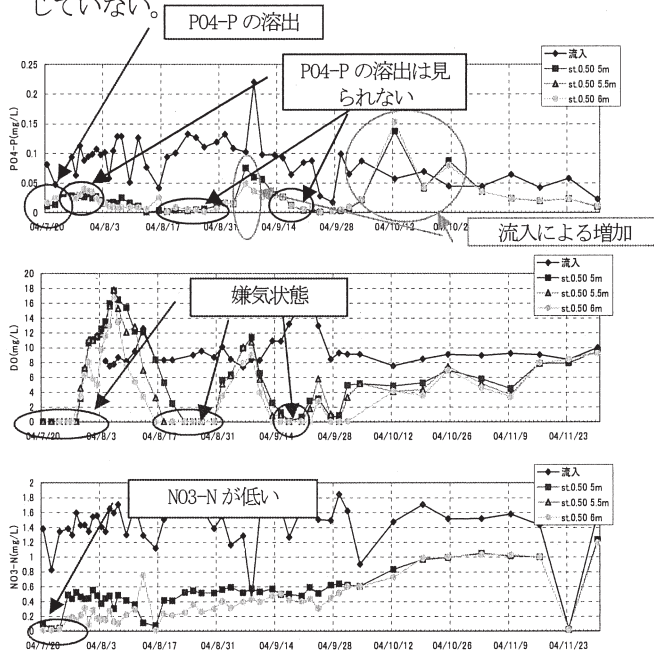 していない。
PO4-P の溶出
PO4-P の溶出は見
られない
流入
st.0.50 5m
st.0.50 5.5m
st.0.50 6m
PO4-P(mg/L)
0.25
0.2
0.15
0.1
0.05
0
04/7/20
04/8/3
04/8/17
04/8/31
04/9/14
04/9/28
04/10/12
流入による増加
嫌気状態
流入
st.0.50 5m
st.0.50 5.5m
st.0.50 6m
DO(mg/L)
20
18
16
14
12
10
8
6
4
2
0
04/7/20
04/8/3
04/8/17
04/8/31
04/9/14
04/9/28
04/10/12
04/10/26
04/11/9
04/11/23
NO3-N が低い
流入
st.0.50 5m
st.0.50 5.5m
st.0.50 6m
NO3-N(mg/L)
2
1.8
1.6
1.4
1.2
1
0.8
0.6
0.4
0.2
0
04/7/20
04/8/3
04/8/17
04/8/31
04/9/14
04/9/28
04/10/12
04/10/26
04/11/9
04/11/23